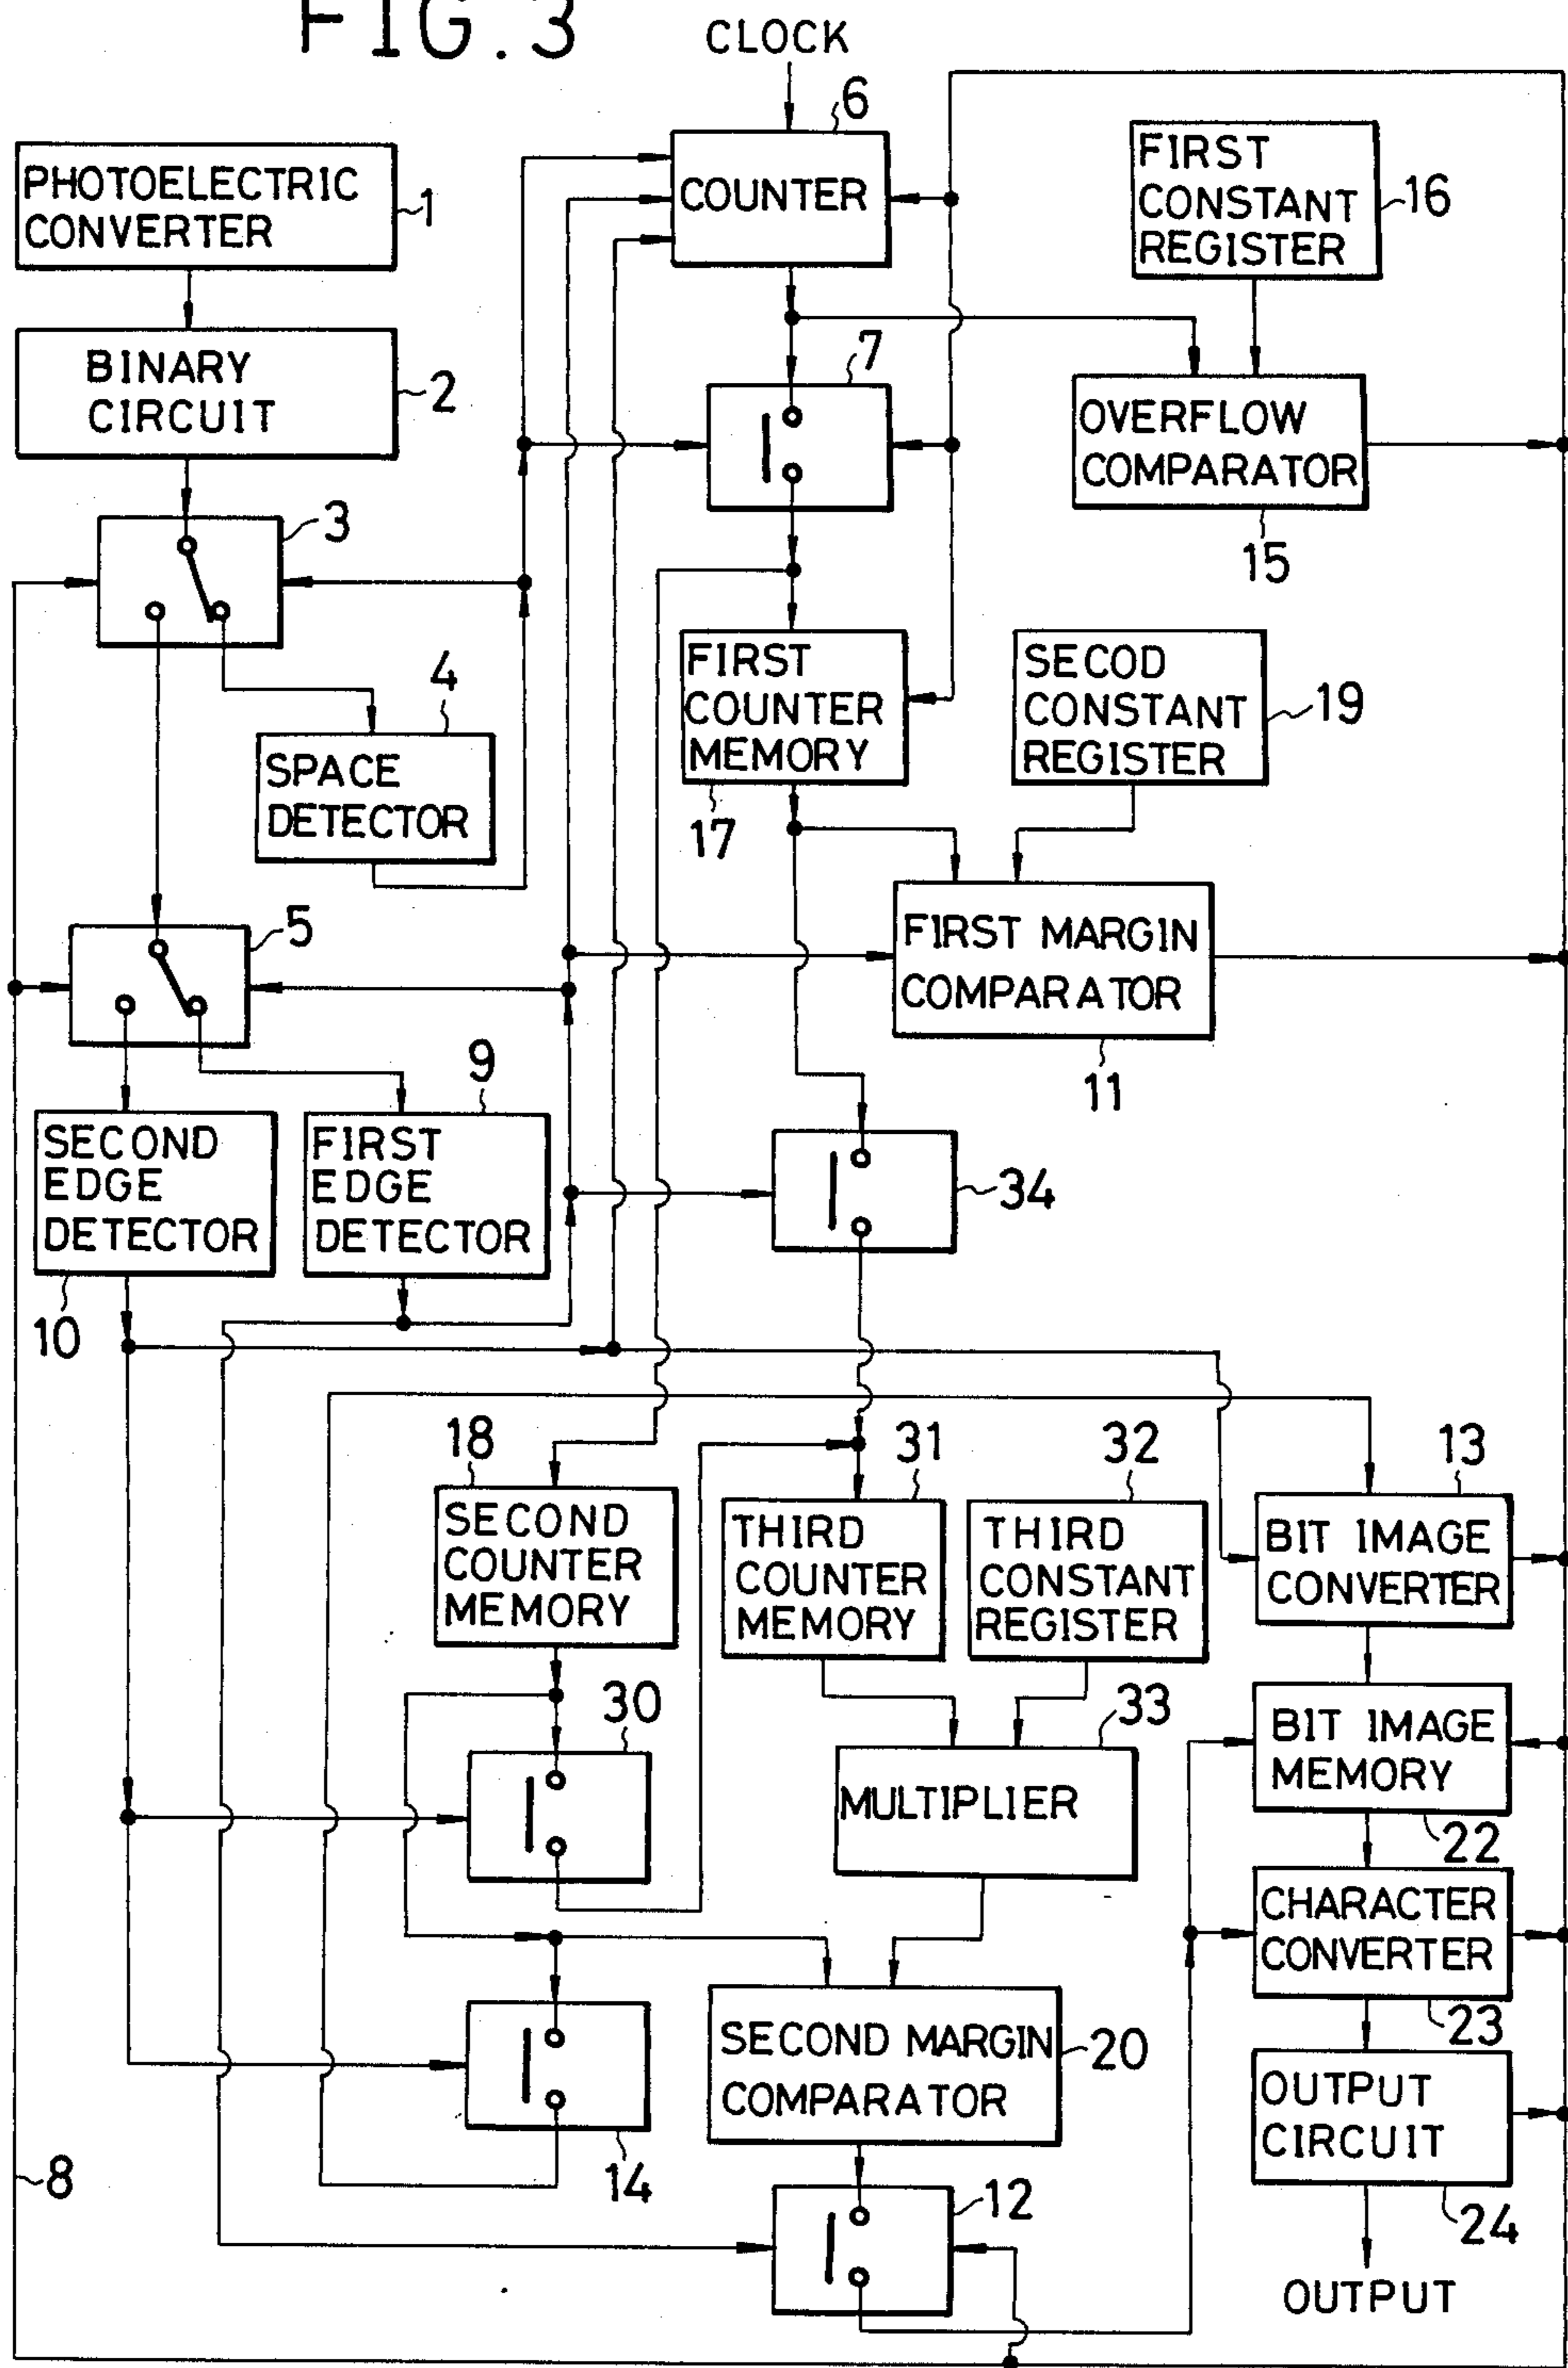 FIG. 3
CLOCK
6
COUNTER
PHOTOELECTRIC
CONVERTER
1
FIRST
CONSTANT
REGISTER
16
BINARY
CIRCUIT
2
7
OVERFLOW
COMPARATOR
15
3
4
SPACE
DETECTOR
FIRST
COUNTER
MEMORY
17
SECOD
CONSTANT
REGISTER
19
5
FIRST MARGIN
COMPARATOR
11
SECOND
EDGE
DETECTOR
10
9
FIRST
EDGE
DETECTOR
34
18
SECOND
COUNTER
MEMORY
31
THIRD
COUNTER
MEMORY
32
THIRD
CONSTANT
REGISTER
13
BIT IMAGE
CONVERTER
30
33
MULTIPLIER
BIT IMAGE
MEMORY
22
CHARACTER
CONVERTER
23
14
SECOND MARGIN
COMPARATOR
20
OUTPUT
CIRCUIT
24
8
12
OUTPUT